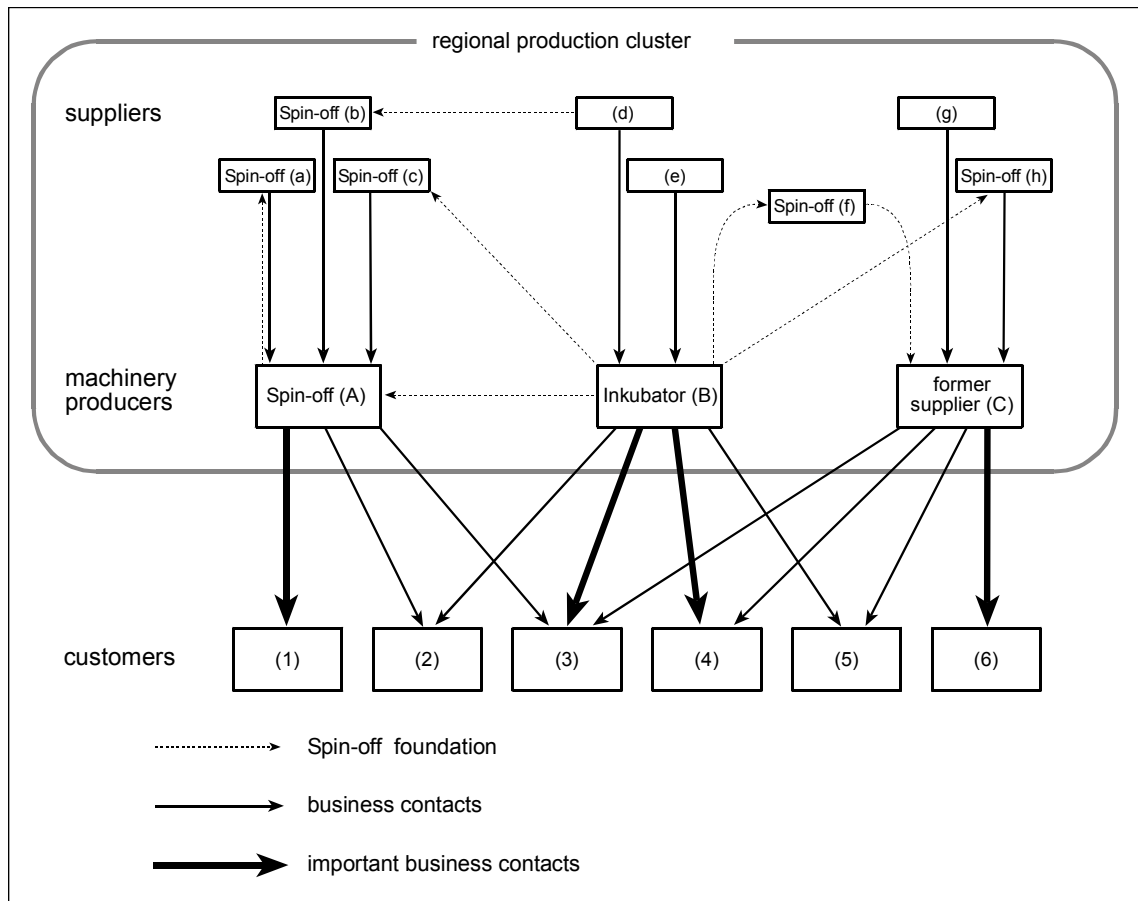 regional production cluster
suppliers
Spin-off (b)
(d)
(g)
Spin-off (a)
Spin-off (c)
(e)
Spin-off (h)
Spin-off (f)
machinery
producers
Spin-off (A)
Inkubator (B)
former
supplier (C)
customers
(1)
(2)
(3)
(4)
(5)
(6)
Spin-off foundation
business contacts
important business contacts